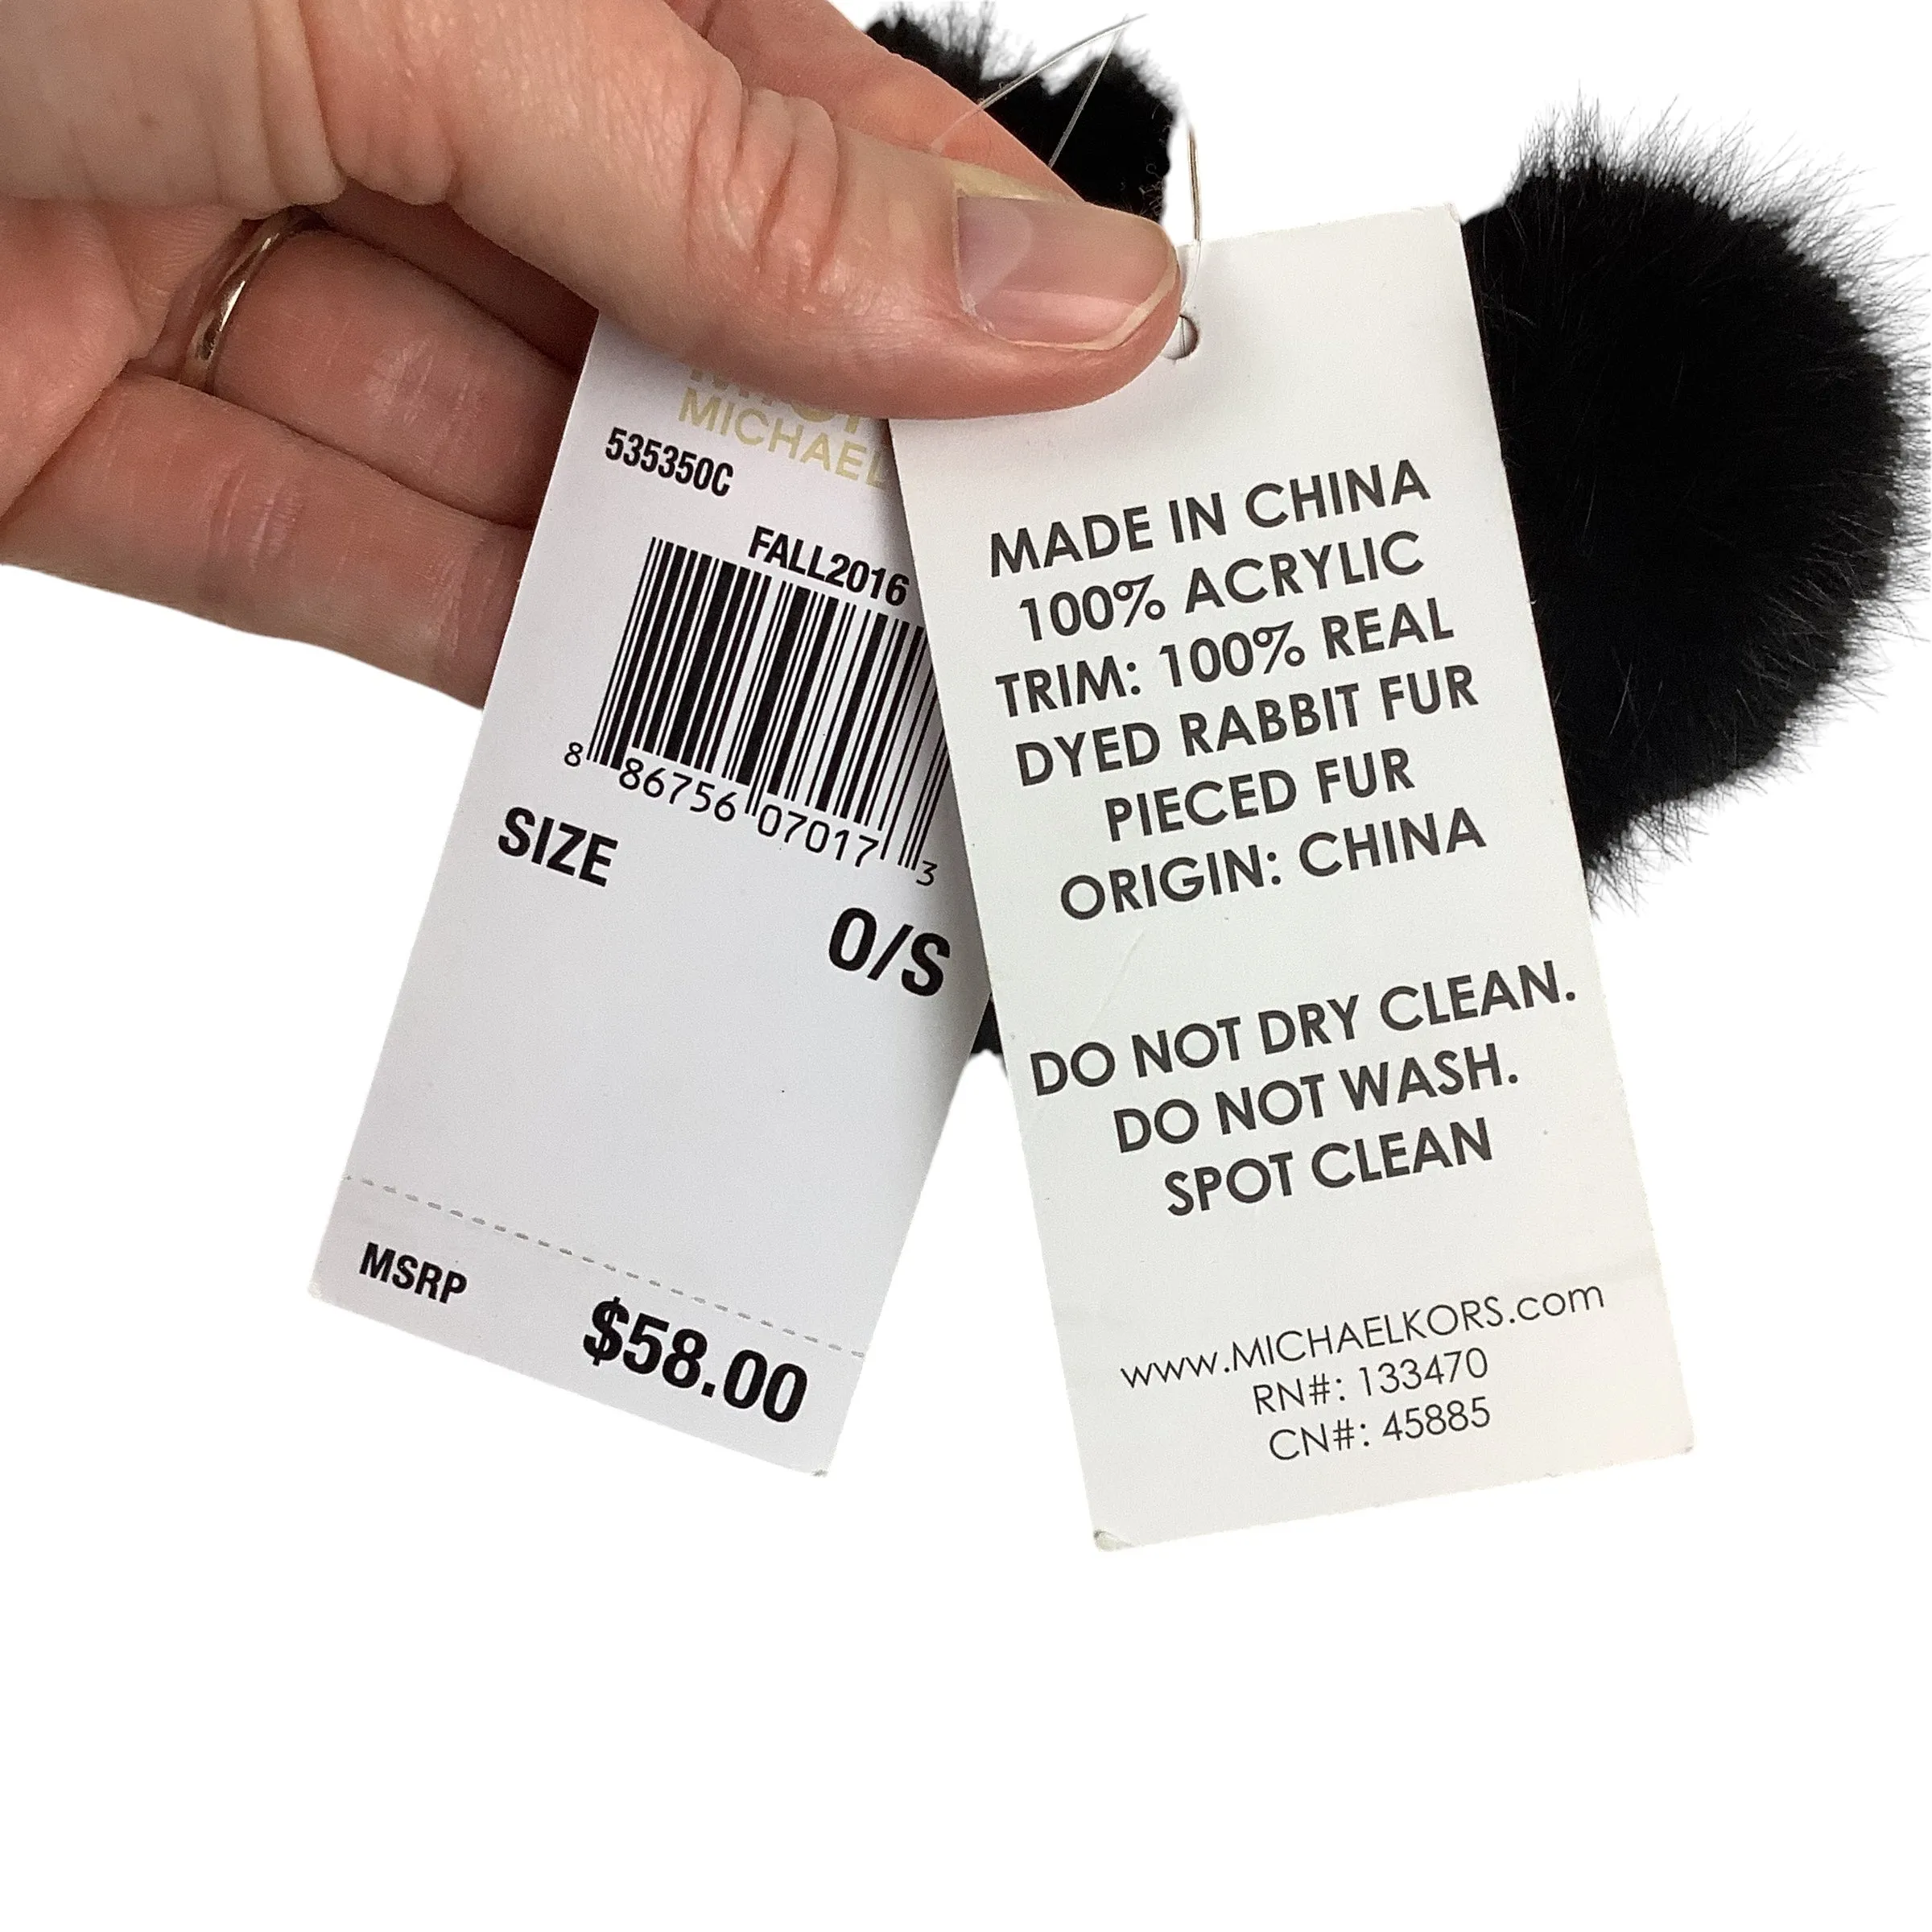 MICHAEL
535350C
FALL2016
8 86756 07017 3
SIZE
O/S
MSRP
$58.00
MADE IN CHINA
100% ACRYLIC
TRIM: 100% REAL
DYED RABBIT FUR
PIECED FUR
ORIGIN: CHINA
DO NOT DRY CLEAN.
DO NOT WASH.
SPOT CLEAN
www.MICHAELKORS.com
RN#: 133470
CN#: 45885